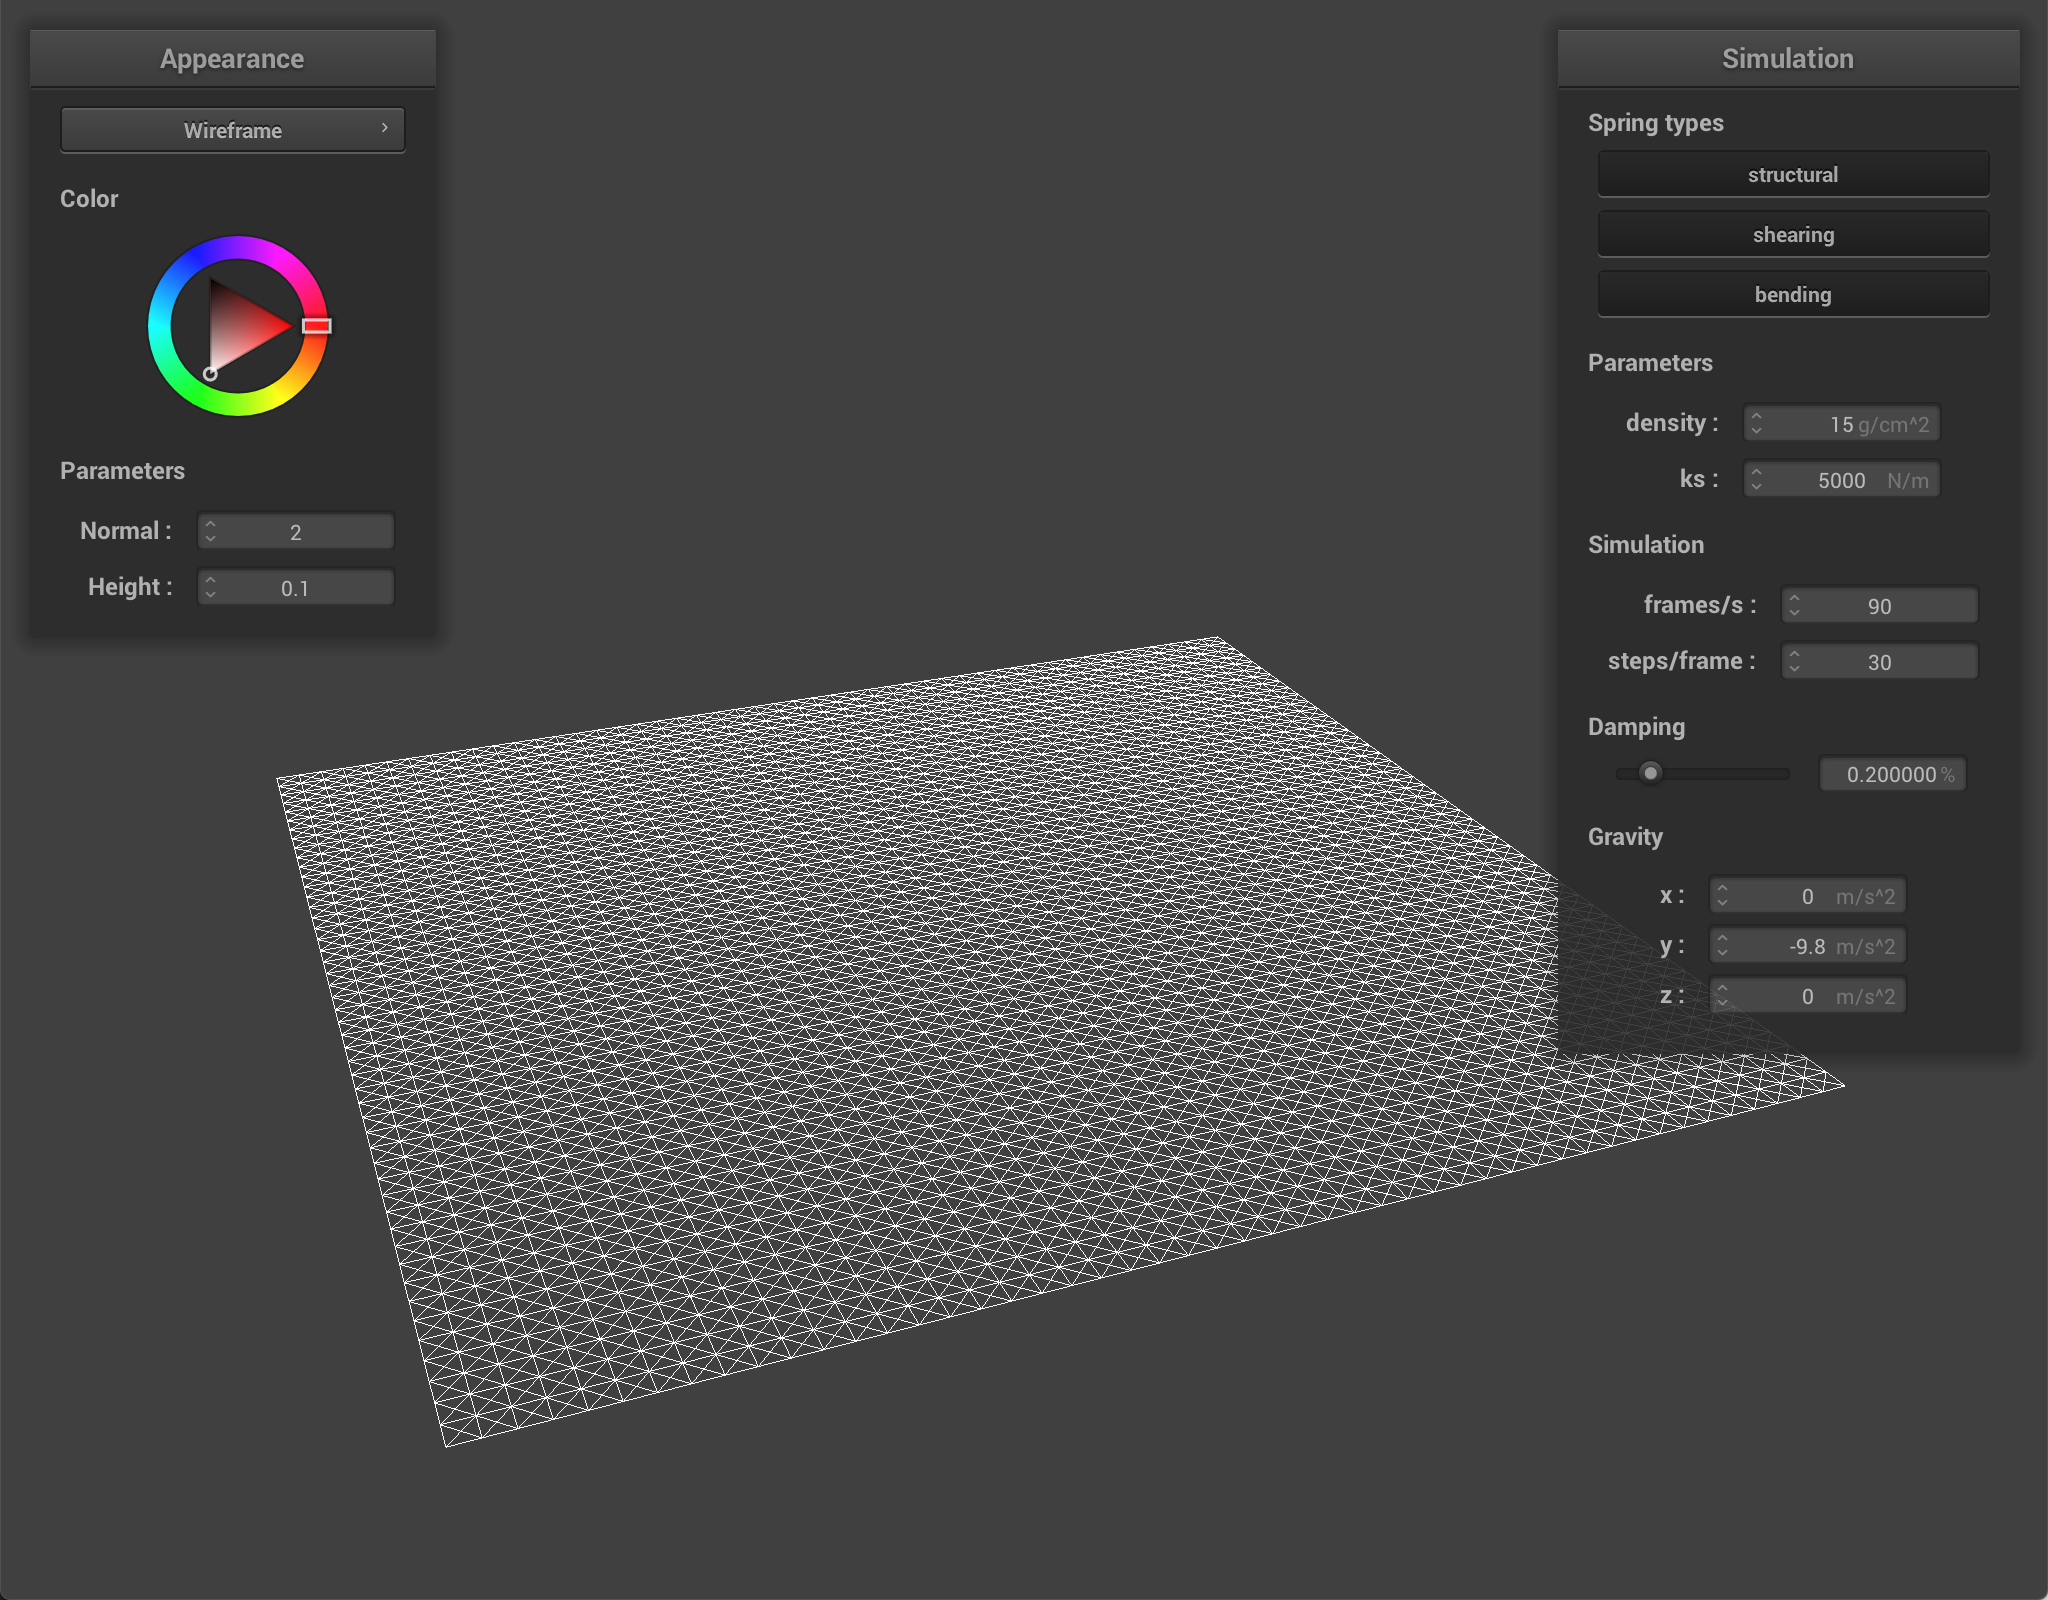 Appearance
Wireframe
Color
Parameters
Normal : 2
Height : 0.1
Simulation
Spring types
structural
shearing
bending
Parameters
density : 15 g/cm^2
ks : 5000 N/m
Simulation
frames/s : 90
steps/frame : 30
Damping
0.200000 %
Gravity
x : 0 m/s^2
y : -9.8 m/s^2
z : 0 m/s^2